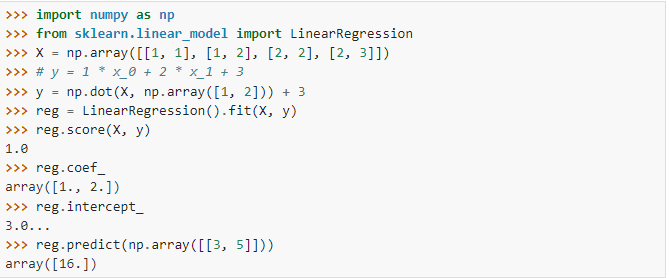 >>> import numpy as np
>>> from sklearn.linear_model import LinearRegression
>>> X = np.array([[1, 1], [1, 2], [2, 2], [2, 3]])
>>> # y = 1 * x_0 + 2 * x_1 + 3
>>> y = np.dot(X, np.array([1, 2])) + 3
>>> reg = LinearRegression().fit(X, y)
>>> reg.score(X, y)
1.0
>>> reg.coef_
array([1., 2.])
>>> reg.intercept_
3.0...
>>> reg.predict(np.array([[3, 5]]))
array([16.])